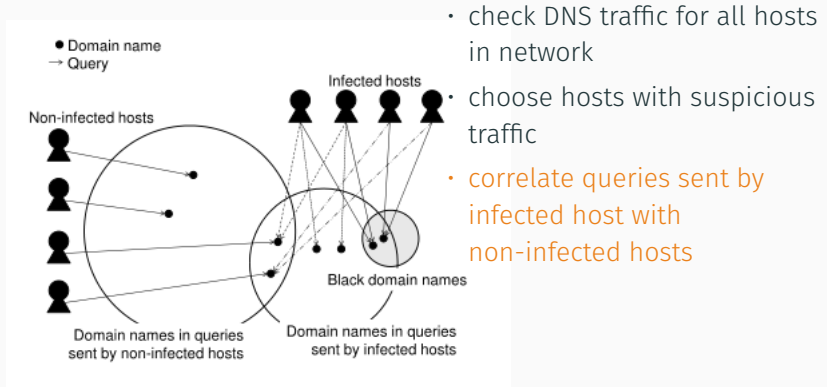 ● Domain name
→ Query
Non-infected hosts
Infected hosts
Black domain names
Domain names in queries
sent by non-infected hosts
Domain names in queries
sent by infected hosts
• check DNS traffic for all hosts
in network
• choose hosts with suspicious
traffic
• correlate queries sent by
infected host with
non-infected hosts